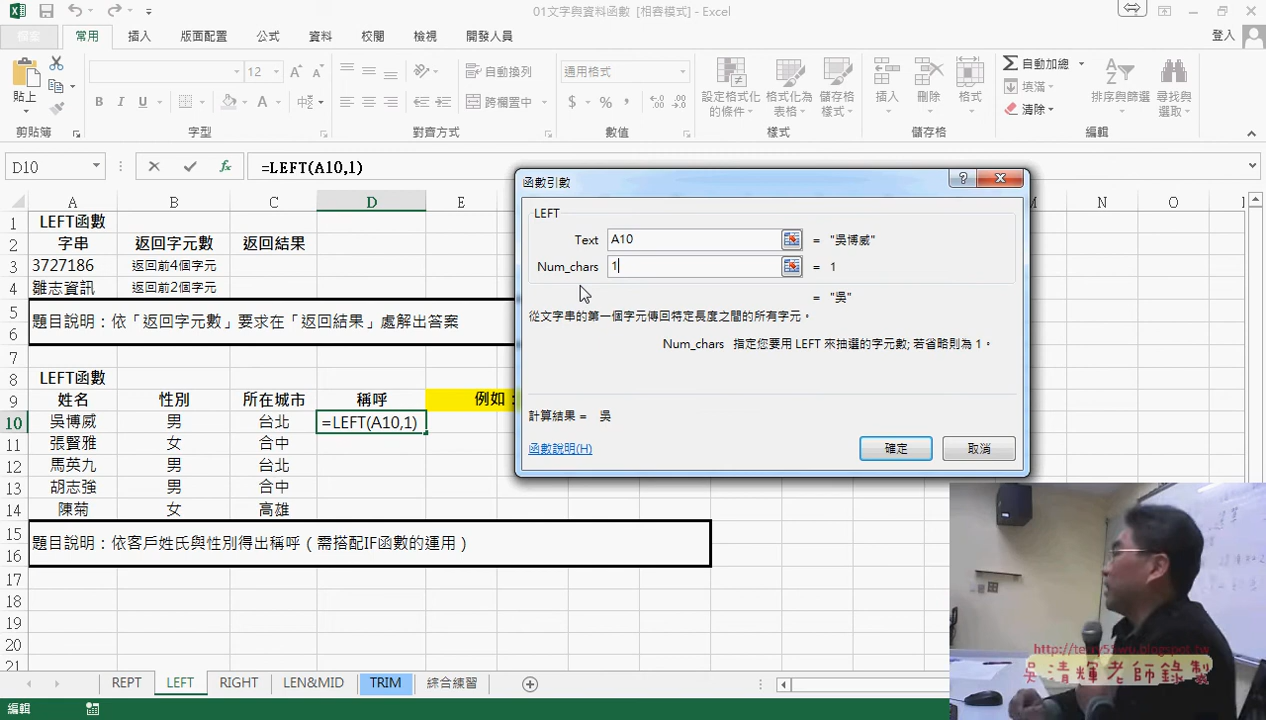 01文字與資料函數 [相容模式] - Excel
檔案 常用 插入 版面配置 公式 資料 校閱 檢視 開發人員 登入
貼上 12 自動換列 跨欄置中 通用格式 設定格式化的條件 格式化為表格 儲存格樣式 插入 刪除 格式 自動加總 填滿 清除 排序與篩選 尋找與選取
剪貼簿 字型 對齊方式 數值 樣式 儲存格 編輯
D10 =LEFT(A10,1)
A B C D E M N O
1 LEFT函數
2 字串 返回字元數 返回結果
3 3727186 返回前4個字元
4 雛志資訊 返回前2個字元
5
題目說明：依「返回字元數」要求在「返回結果」處解出答案
6
7
8 LEFT函數
9 姓名 性別 所在城市 稱呼 例如：
10 吳博威 男 台北 =LEFT(A10,1)
11 張賢雅 女 台中
12 馬英九 男 台北
13 胡志強 男 台中
14 陳菊 女 高雄
15
題目說明：依客戶姓氏與性別得出稱呼（需搭配IF函數的運用）
16
17
18
19
20
21
函數引數
LEFT
Text A10 = "吳博威"
Num_chars 1 = 1
= "吳"
從文字串的第一個字元傳回特定長度之間的所有字元。
Num_chars 指定您要用 LEFT 來抽選的字元數; 若省略則為 1。
計算結果 = 吳
函數說明(H) 確定 取消
http://terry55wu.blogspot.tw
吳清輝老師錄製
REPT LEFT RIGHT LEN&MID TRIM 綜合練習
編輯